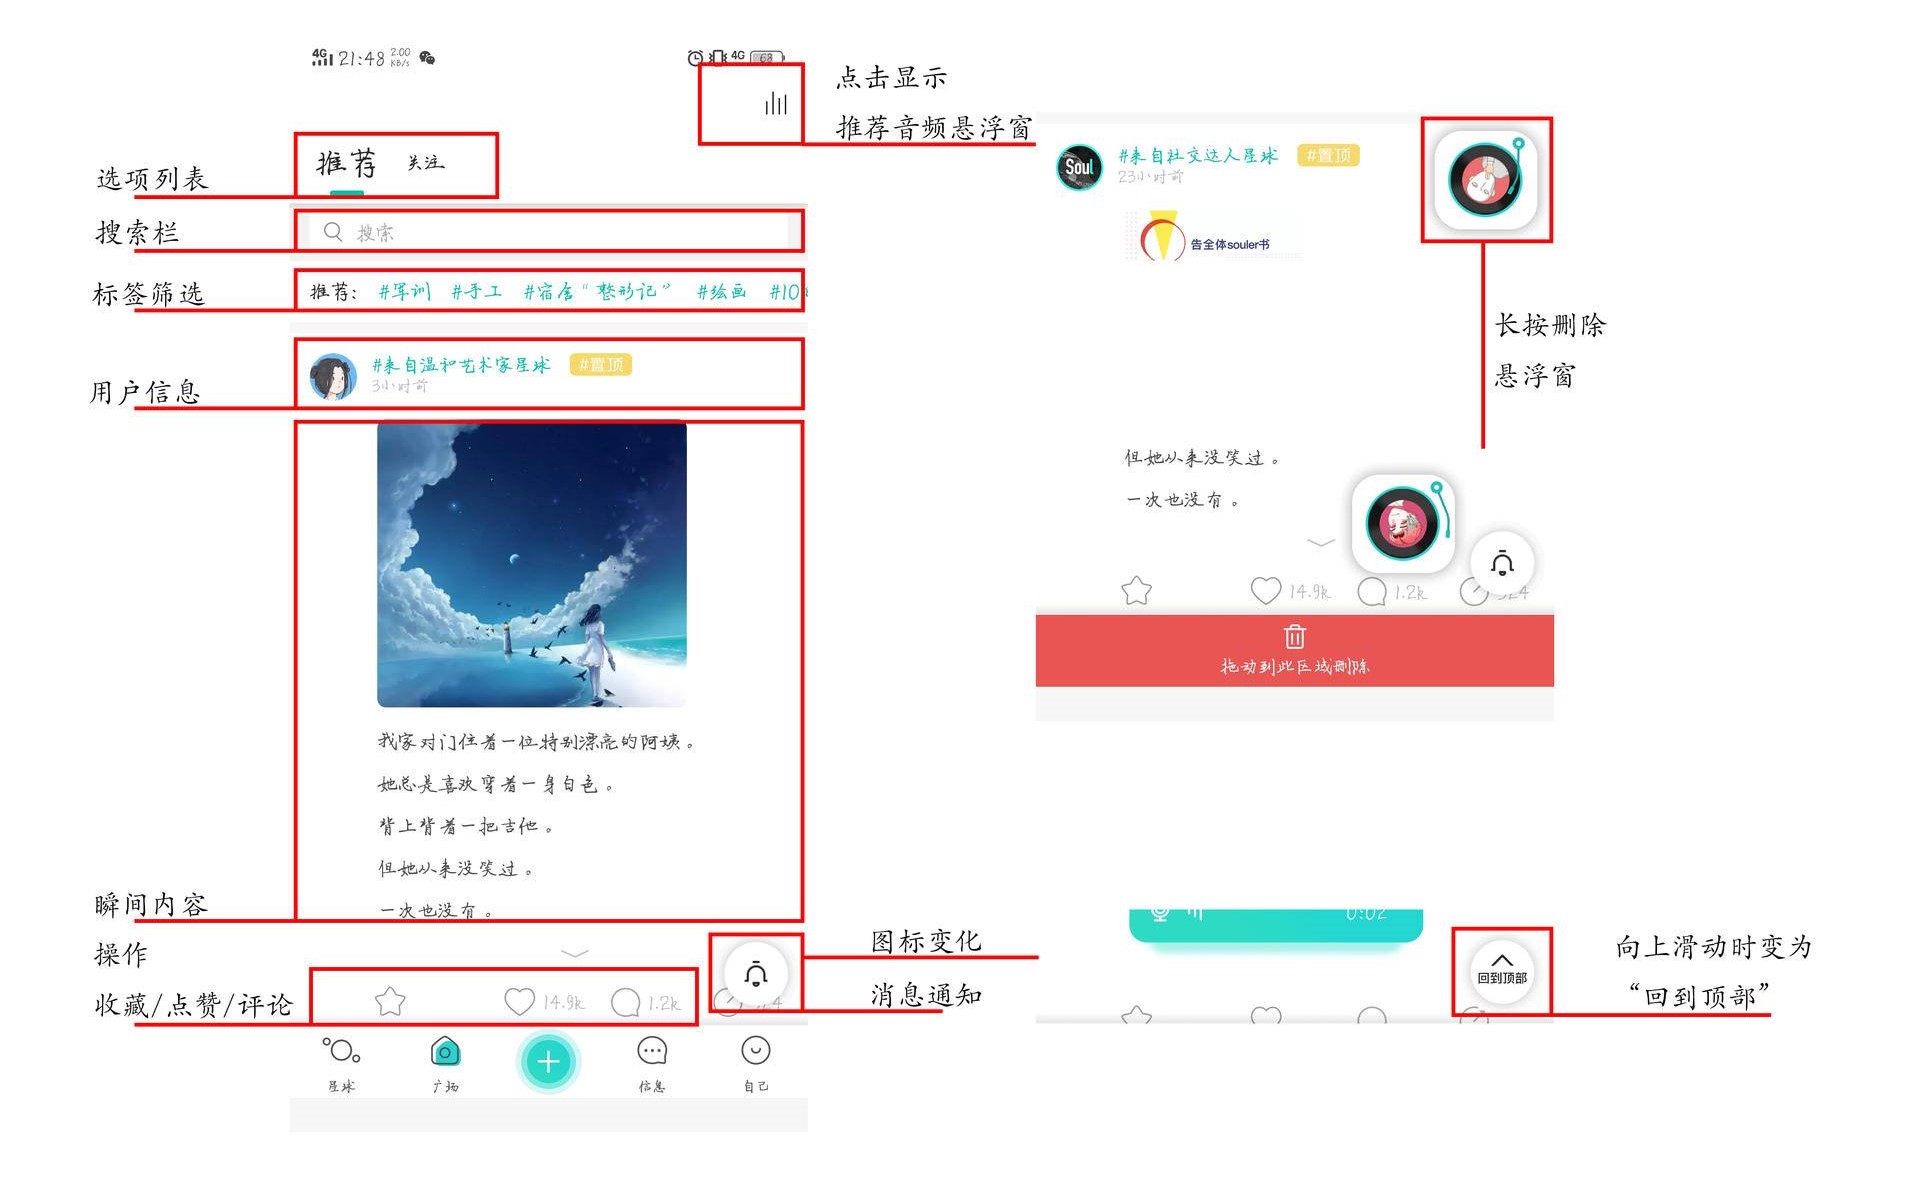 4G 21:48 2.00 KB/s
4G 68
点击显示
推荐音频悬浮窗
选项列表
推荐 关注
搜索栏
搜索
标签筛选
推荐: #军训 #手工 #宿舍“整形记” #绘画 #10
用户信息
#来自温和艺术家星球 #置顶
3小时前
我家对门住着一位特别漂亮的阿姨。
她总是喜欢穿着一身白色。
背上背着一把吉他。
但她从来没笑过。
一次也没有。
瞬间内容
操作
收藏/点赞/评论
14.9k 1.2k 324
星球 广场 信息 自己
图标变化
消息通知
Soul
#来自社交达人星球 #置顶
23小时前
告全体souler书
长按删除
悬浮窗
但她从来没笑过。
一次也没有。
14.9k 1.2k 324
拖动到此区域删除
0:02
回到顶部
向上滑动时变为
“回到顶部”